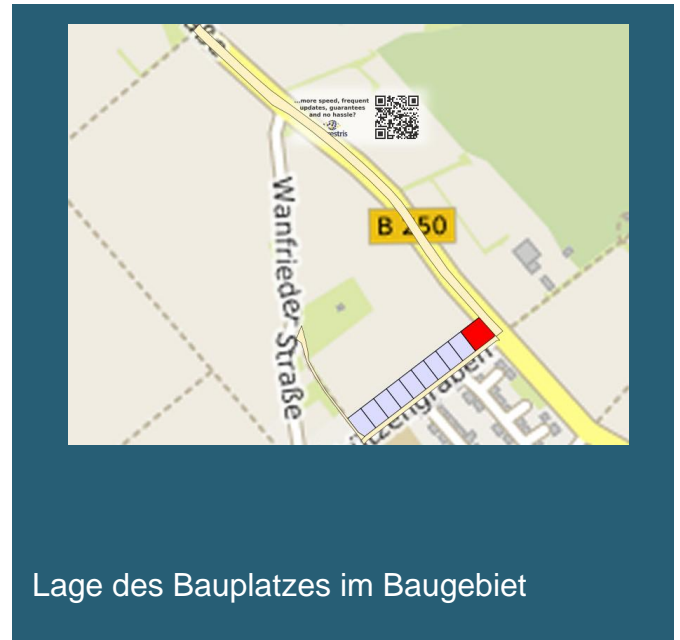 ...more speed, frequent
updates, guarantees
and no hassle?
Wanfrieder Straße
B 250
Lage des Bauplatzes im Baugebiet